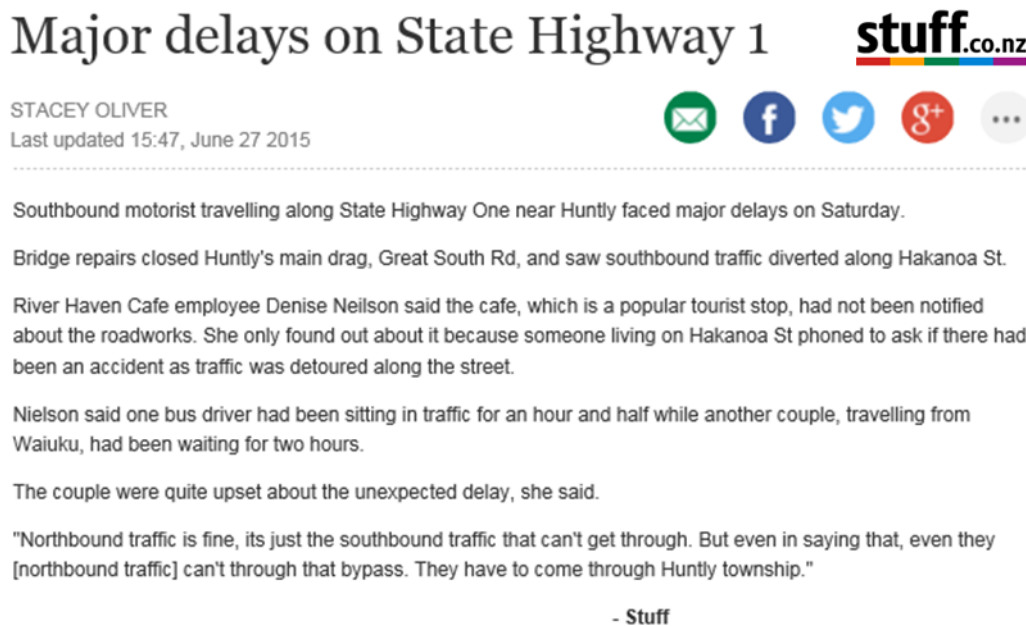 Major delays on State Highway 1
stuff.co.nz
STACEY OLIVER
Last updated 15:47, June 27 2015
f
g+
Southbound motorist travelling along State Highway One near Huntly faced major delays on Saturday.
Bridge repairs closed Huntly's main drag, Great South Rd, and saw southbound traffic diverted along Hakanoa St.
River Haven Cafe employee Denise Neilson said the cafe, which is a popular tourist stop, had not been notified
about the roadworks. She only found out about it because someone living on Hakanoa St phoned to ask if there had
been an accident as traffic was detoured along the street.
Nielson said one bus driver had been sitting in traffic for an hour and half while another couple, travelling from
Waiuku, had been waiting for two hours.
The couple were quite upset about the unexpected delay, she said.
"Northbound traffic is fine, its just the southbound traffic that can't get through. But even in saying that, even they
[northbound traffic] can't through that bypass. They have to come through Huntly township."
- Stuff